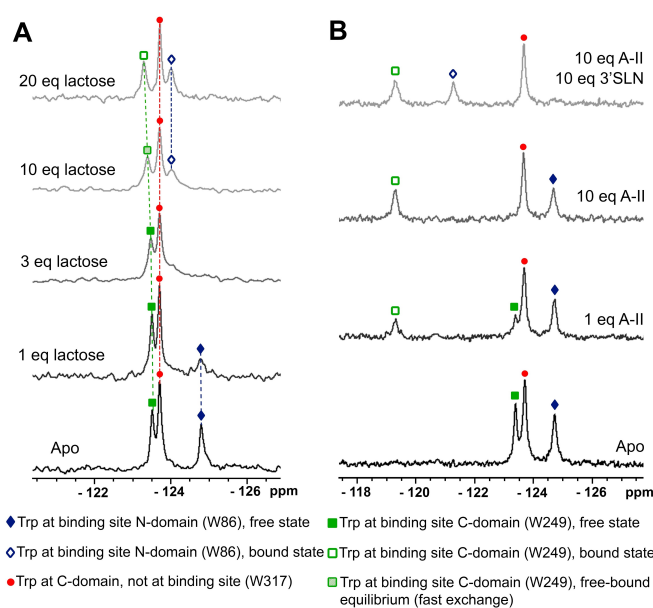 A
20 eq lactose
10 eq lactose
3 eq lactose
1 eq lactose
Apo
- 122 - 124 - 126 ppm
B
10 eq A-II
10 eq 3'SLN
10 eq A-II
1 eq A-II
Apo
- 118 - 120 - 122 - 124 - 126 ppm
Trp at binding site N-domain (W86), free state
Trp at binding site N-domain (W86), bound state
Trp at C-domain, not at binding site (W317)
Trp at binding site C-domain (W249), free state
Trp at binding site C-domain (W249), bound state
Trp at binding site C-domain (W249), free-bound
equilibrium (fast exchange)